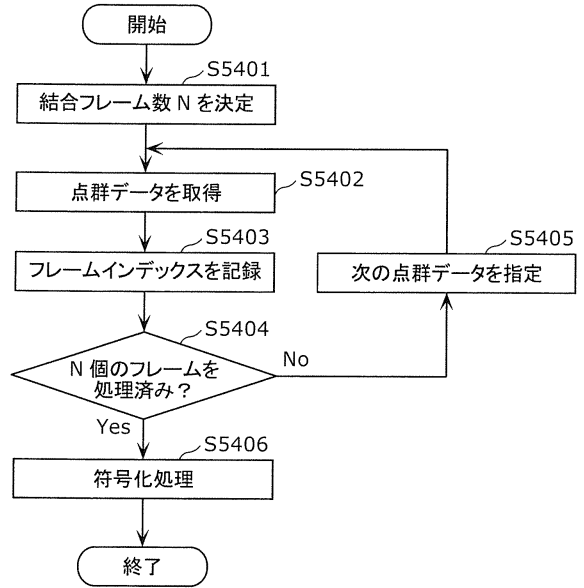 開始
S5401
結合フレーム数 N を決定
S5402
点群データを取得
S5403
フレームインデックスを記録
S5405
次の点群データを指定
S5404
N 個のフレームを
処理済み？
No
Yes
S5406
符号化処理
終了